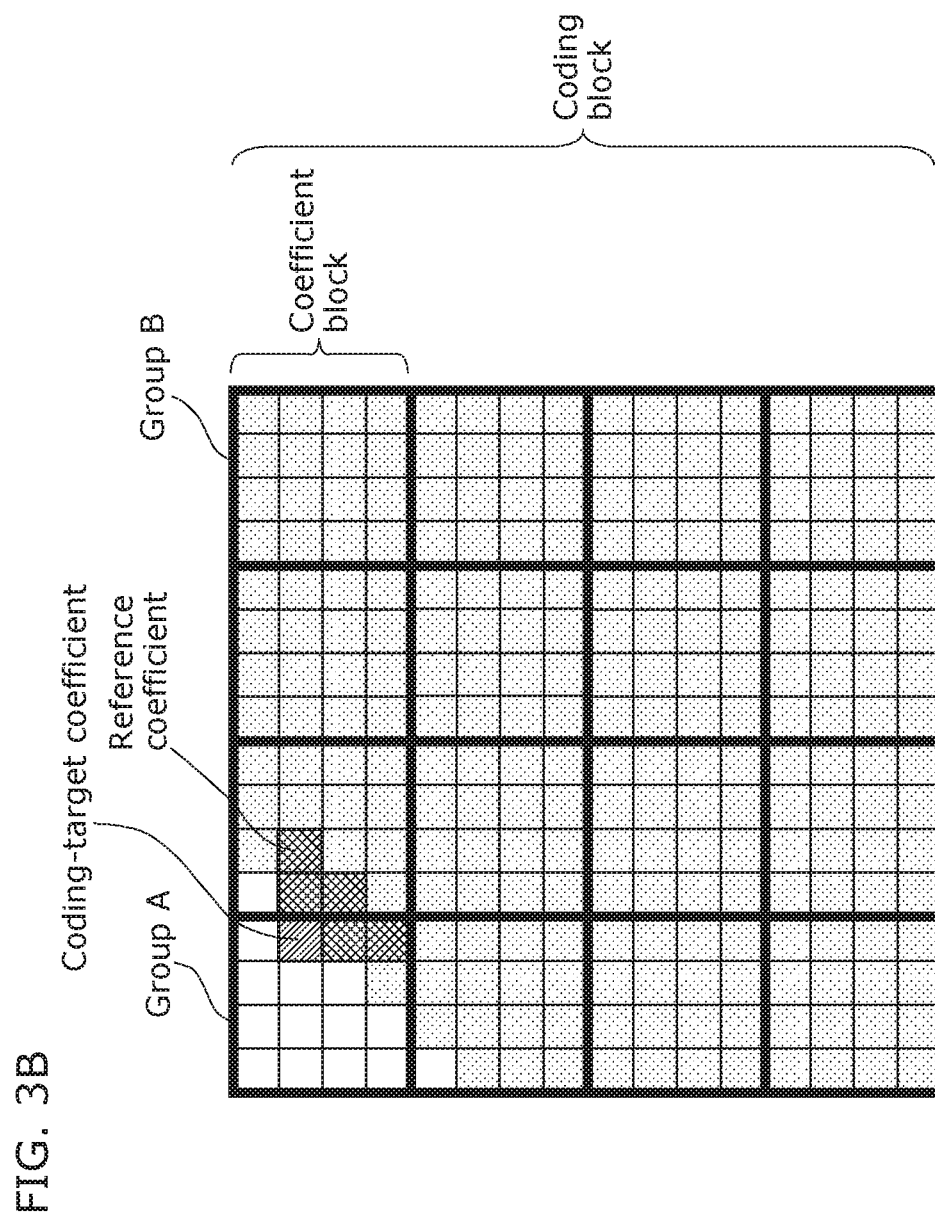 FIG. 3B
Coding-target coefficient
Group A
Reference
coefficient
Group B
Coefficient
block
Coding
block